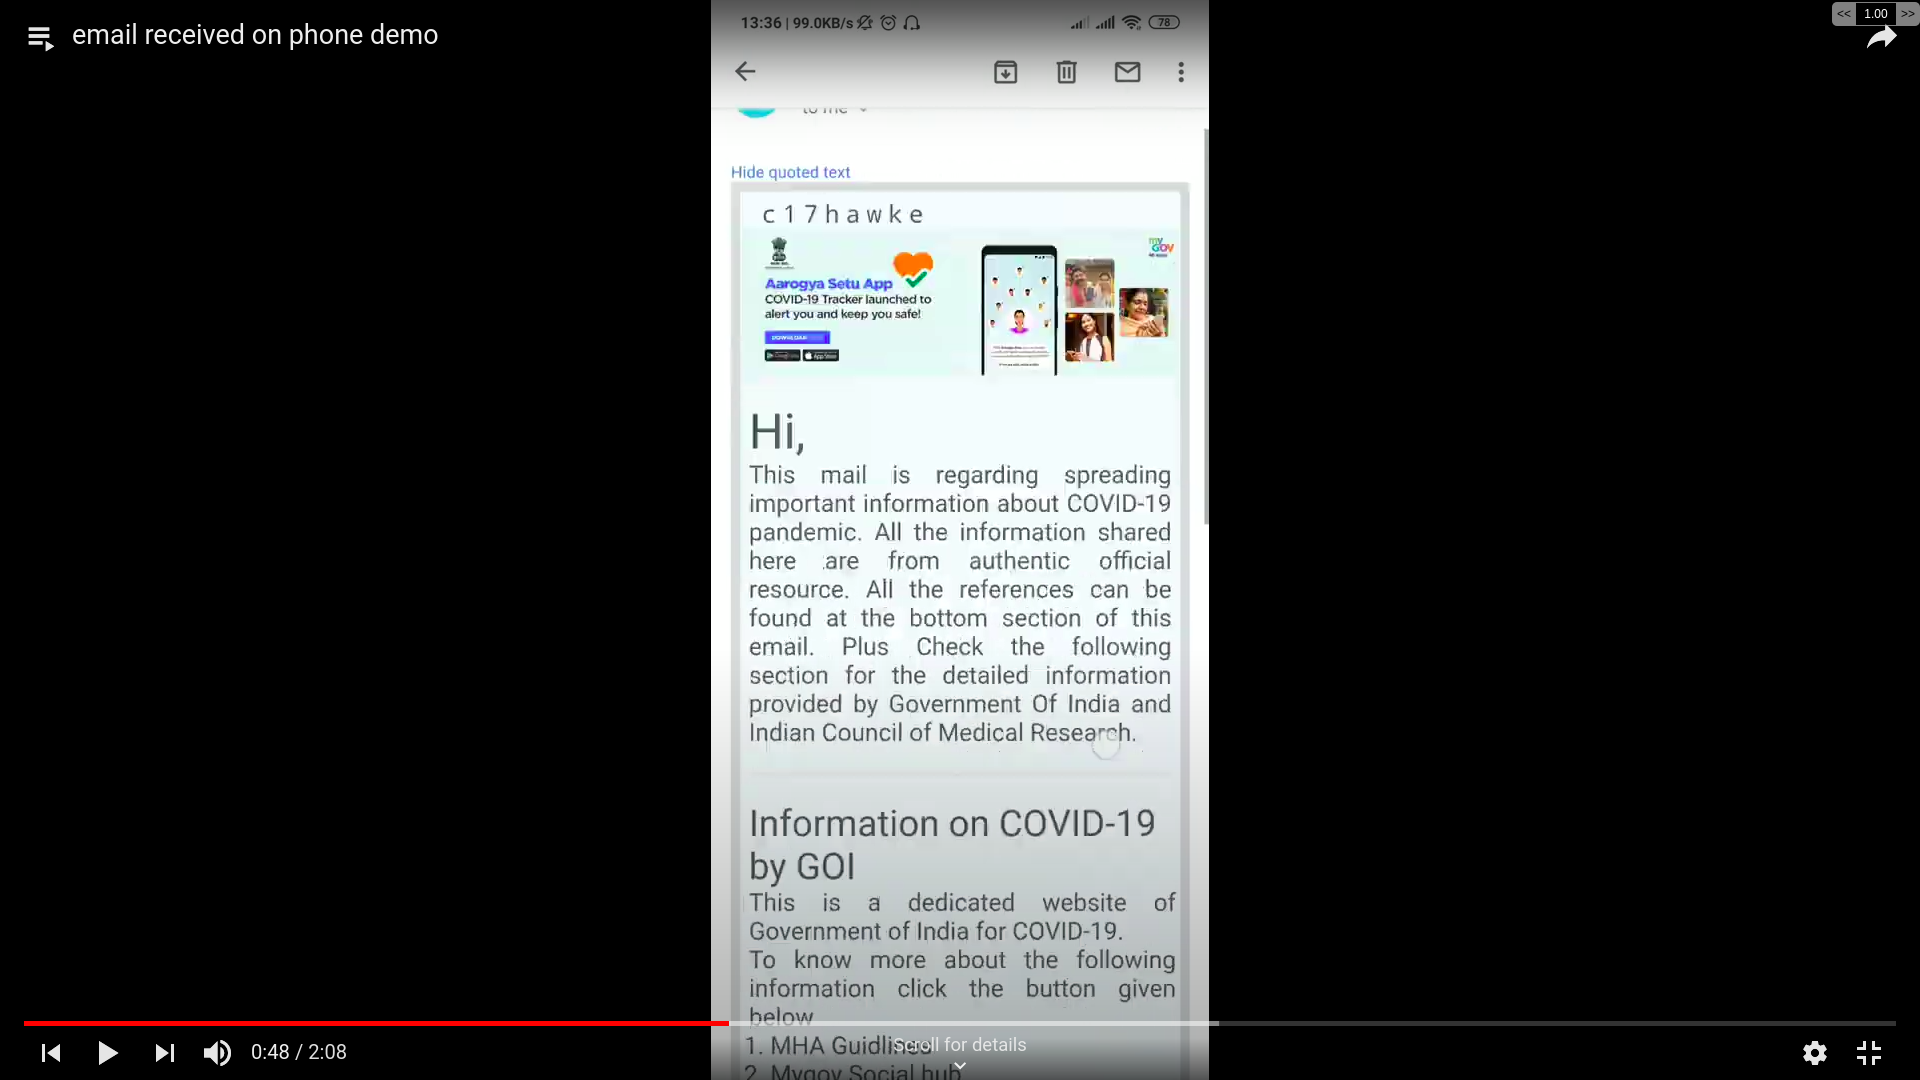 email received on phone demo
<< 1.00 >>
13:36 | 99.0KB/s 78
to me
Hide quoted text
c17hawke
my GOV
Aarogya Setu App
COVID-19 Tracker launched to
alert you and keep you safe!
DOWNLOAD
App Store
Hi,
This mail is regarding spreading
important information about COVID-19
pandemic. All the information shared
here are from authentic official
resource. All the references can be
found at the bottom section of this
email. Plus Check the following
section for the detailed information
provided by Government Of India and
Indian Council of Medical Research.
Information on COVID-19
by GOI
This is a dedicated website of
Government of India for COVID-19.
To know more about the following
information click the button given
below
1. MHA Guidlines
Scroll for details
2. Mygov Social hub
0:48 / 2:08